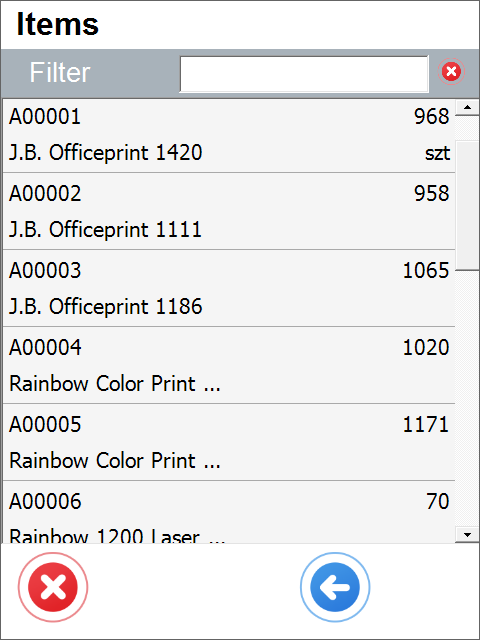 Items
Filter
A00001 968
J.B. Officeprint 1420 szt
A00002 958
J.B. Officeprint 1111
A00003 1065
J.B. Officeprint 1186
A00004 1020
Rainbow Color Print ...
A00005 1171
Rainbow Color Print ...
A00006 70
Rainbow 1200 Laser ...